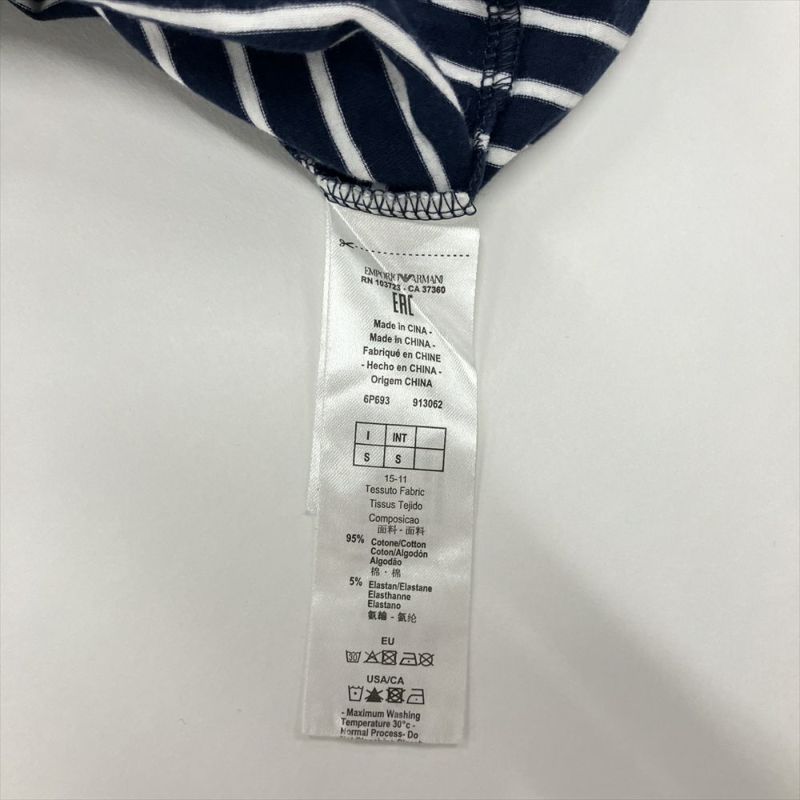 EMPORIO ARMANI
RN 103723 - CA 37360
EAC
Made in CINA -
Made in CHINA -
Fabriqué en CHINE
- Hecho en CHINA -
Origem CHINA
6P693 913062
I INT
S S
15-11
Tessuto Fabric
Tissus Tejido
Composicao
面料 - 面料
95% Cotone/Cotton
Coton/Algodón
Algodão
棉 - 棉
5% Elastan/Elastane
Elasthanne
Elastano
氨綸 - 氨纶
EU
30
USA/CA
- Maximum Washing
Temperature 30°c -
Normal Process- Do